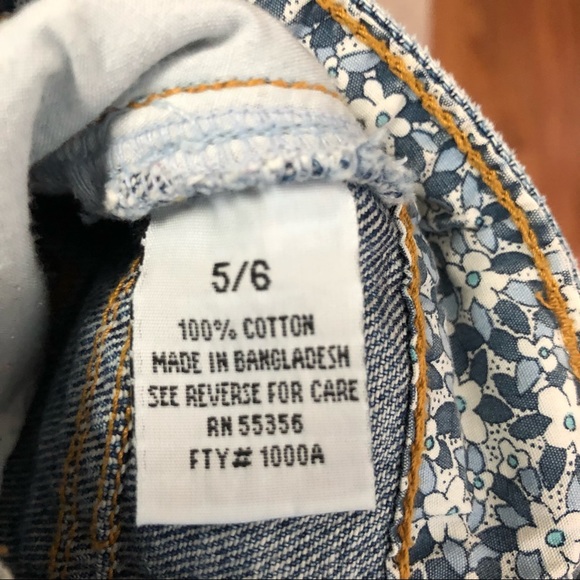 5/6
100% COTTON
MADE IN BANGLADESH
SEE REVERSE FOR CARE
RN 55356
FTY# 1000A